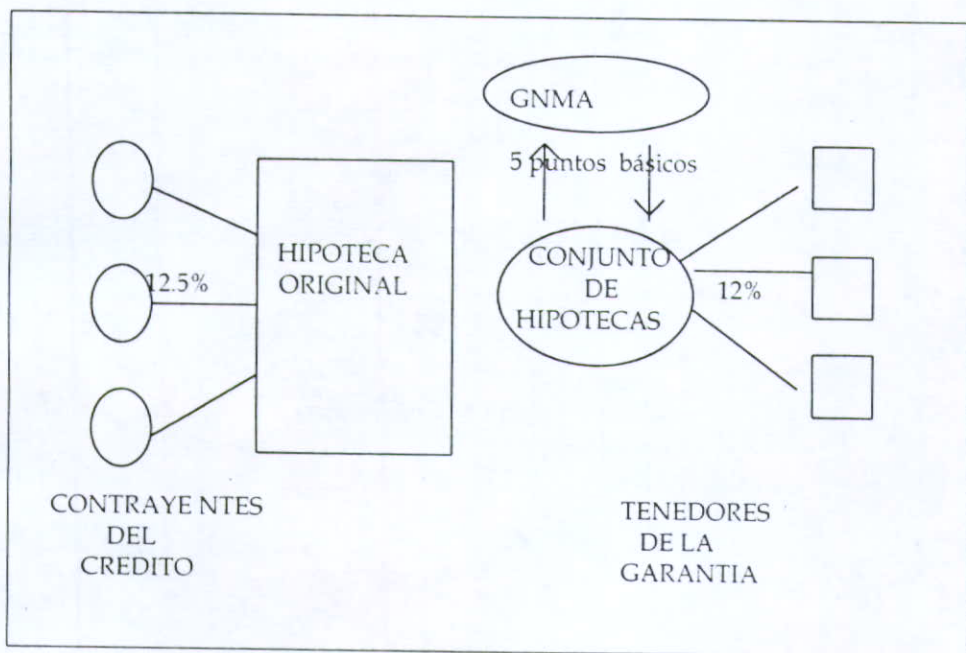 GNMA
5 puntos básicos
12.5%
HIPOTECA
ORIGINAL
CONJUNTO
DE
HIPOTECAS
12%
CONTRAYE NTES
DEL
CREDITO
TENEDORES
DE LA
GARANTIA